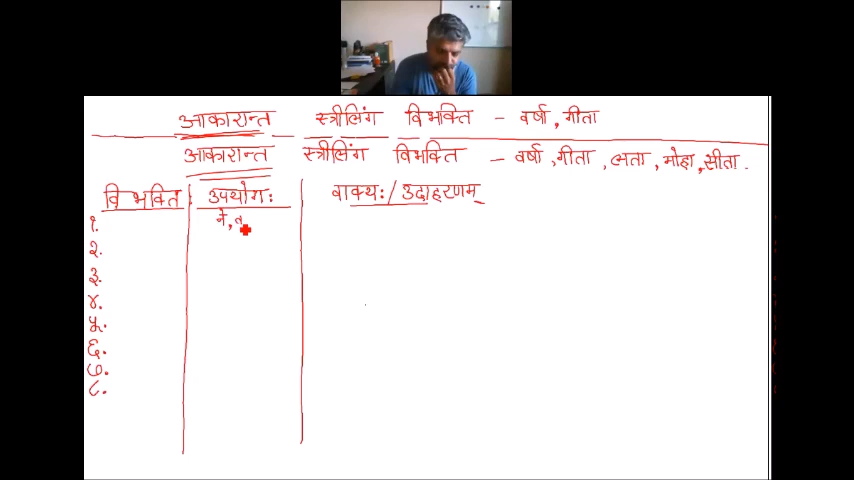 आकारान्त स्त्रीलिंग विभक्ति - वर्षा, गीता
आकारान्त स्त्रीलिंग विभक्ति - वर्षा, गीता, लता, मोहा, सीता.
विभक्ति: उपयोग: वाक्य:/उदाहरणम्
१. ने,
२.
३.
४.
५.
६.
७.
८.